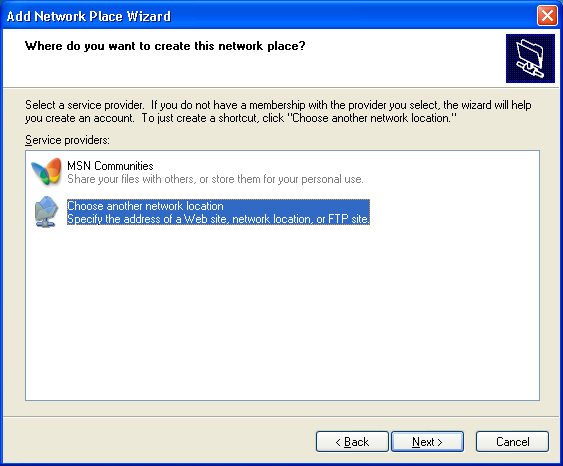 Add Network Place Wizard
Where do you want to create this network place?
Select a service provider. If you do not have a membership with the provider you select, the wizard will help
you create an account. To just create a shortcut, click "Choose another network location."
Service providers:
MSN Communities
Share your files with others, or store them for your personal use.
Choose another network location
Specify the address of a Web site, network location, or FTP site.
< Back Next > Cancel